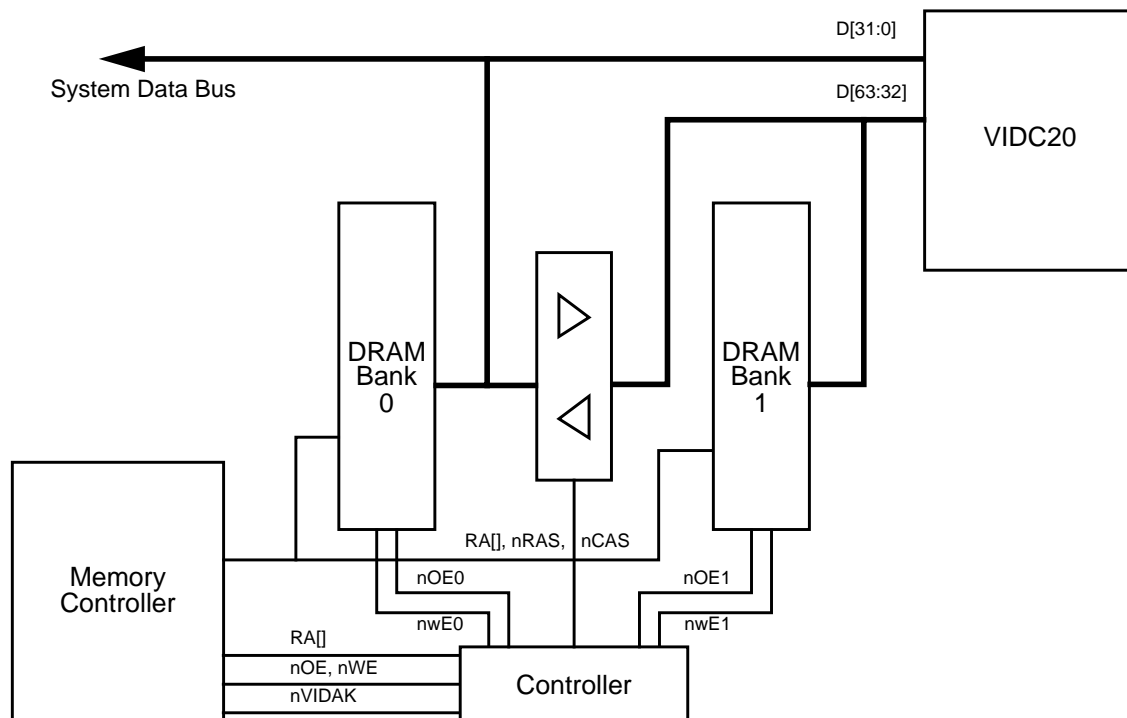 D[31:0]
System Data Bus
D[63:32]
VIDC20
DRAM
Bank
0
DRAM
Bank
1
RA[], nRAS, nCAS
Memory
Controller
nOE0
nOE1
nwE0
nwE1
RA[]
nOE, nWE
Controller
nVIDAK